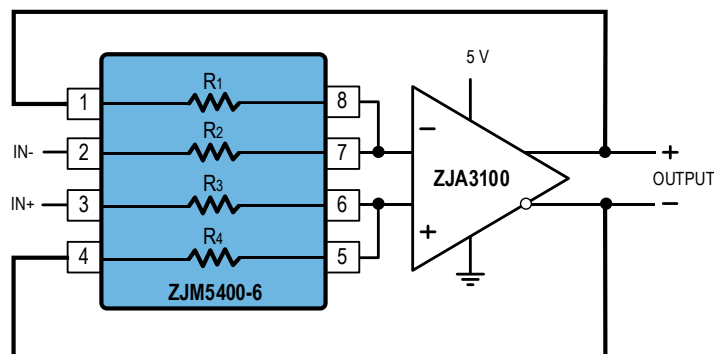 R1
1
8
5 V
R2
IN-
2
7
−
+
ZJA3100
OUTPUT
R3
IN+
3
6
−
+
R4
4
5
ZJM5400-6